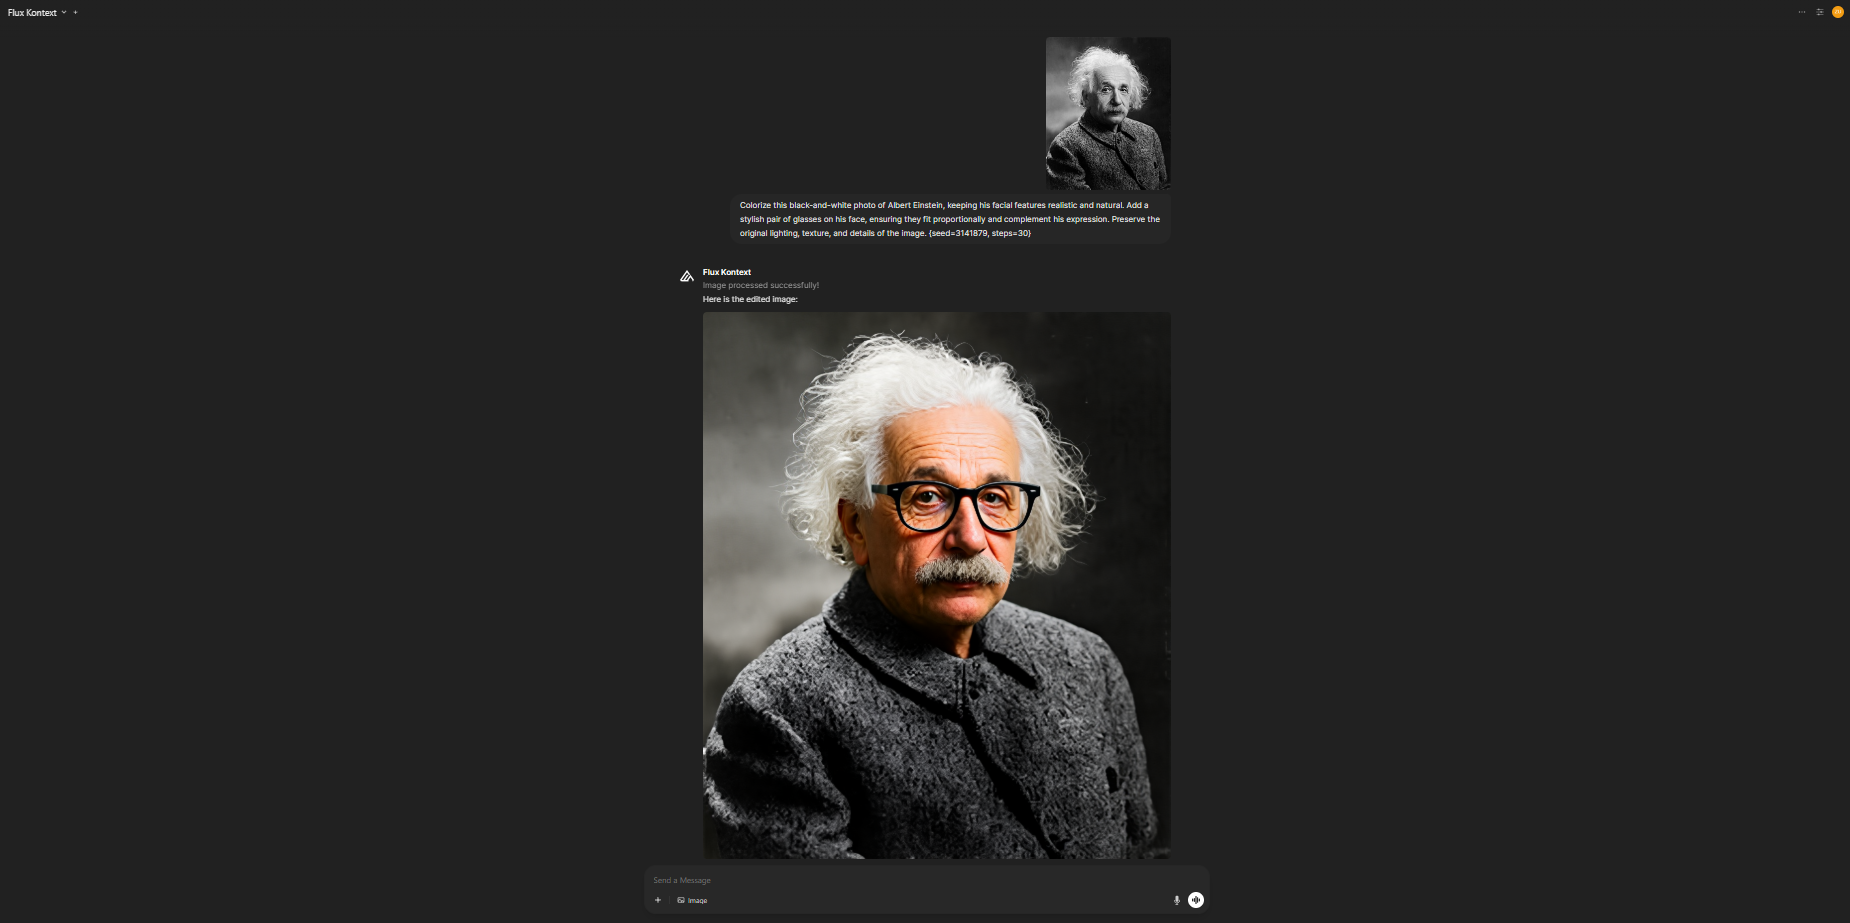 Flux Kontext
Colorize this black-and-white photo of Albert Einstein, keeping his facial features realistic and natural. Add a
stylish pair of glasses on his face, ensuring they fit proportionally and complement his expression. Preserve the
original lighting, texture, and details of the image. {seed=3141879, steps=30}
Flux Kontext
Image processed successfully!
Here is the edited image:
Send a Message
Image